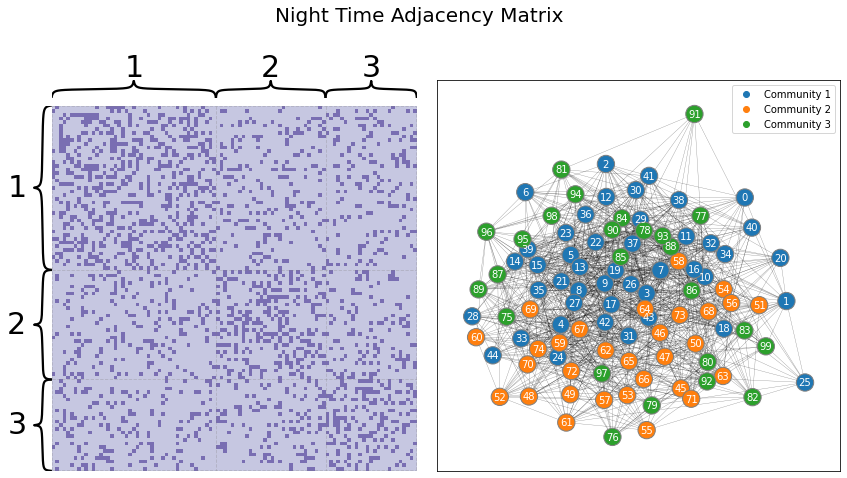 Night Time Adjacency Matrix
1 2 3
1
2
3
Community 1
Community 2
Community 3
91
2
81
41
6 94 12 30 38 0
98 36 84 29 77 40
96 95 23 90 78 93 11
39 22 37 88 32 34
14 15 5 85 58 20
87 13 19 7 16 10
89 35 21 8 9 26 3 86 54 56 1
28 75 69 27 17 64 73 68 51
60 33 4 67 42 31 46 18 83 99
44 70 74 59 24 62 65 47 50 80
72 97 66 92 63 25
52 48 49 57 53 45 71 82
61 76 79 55